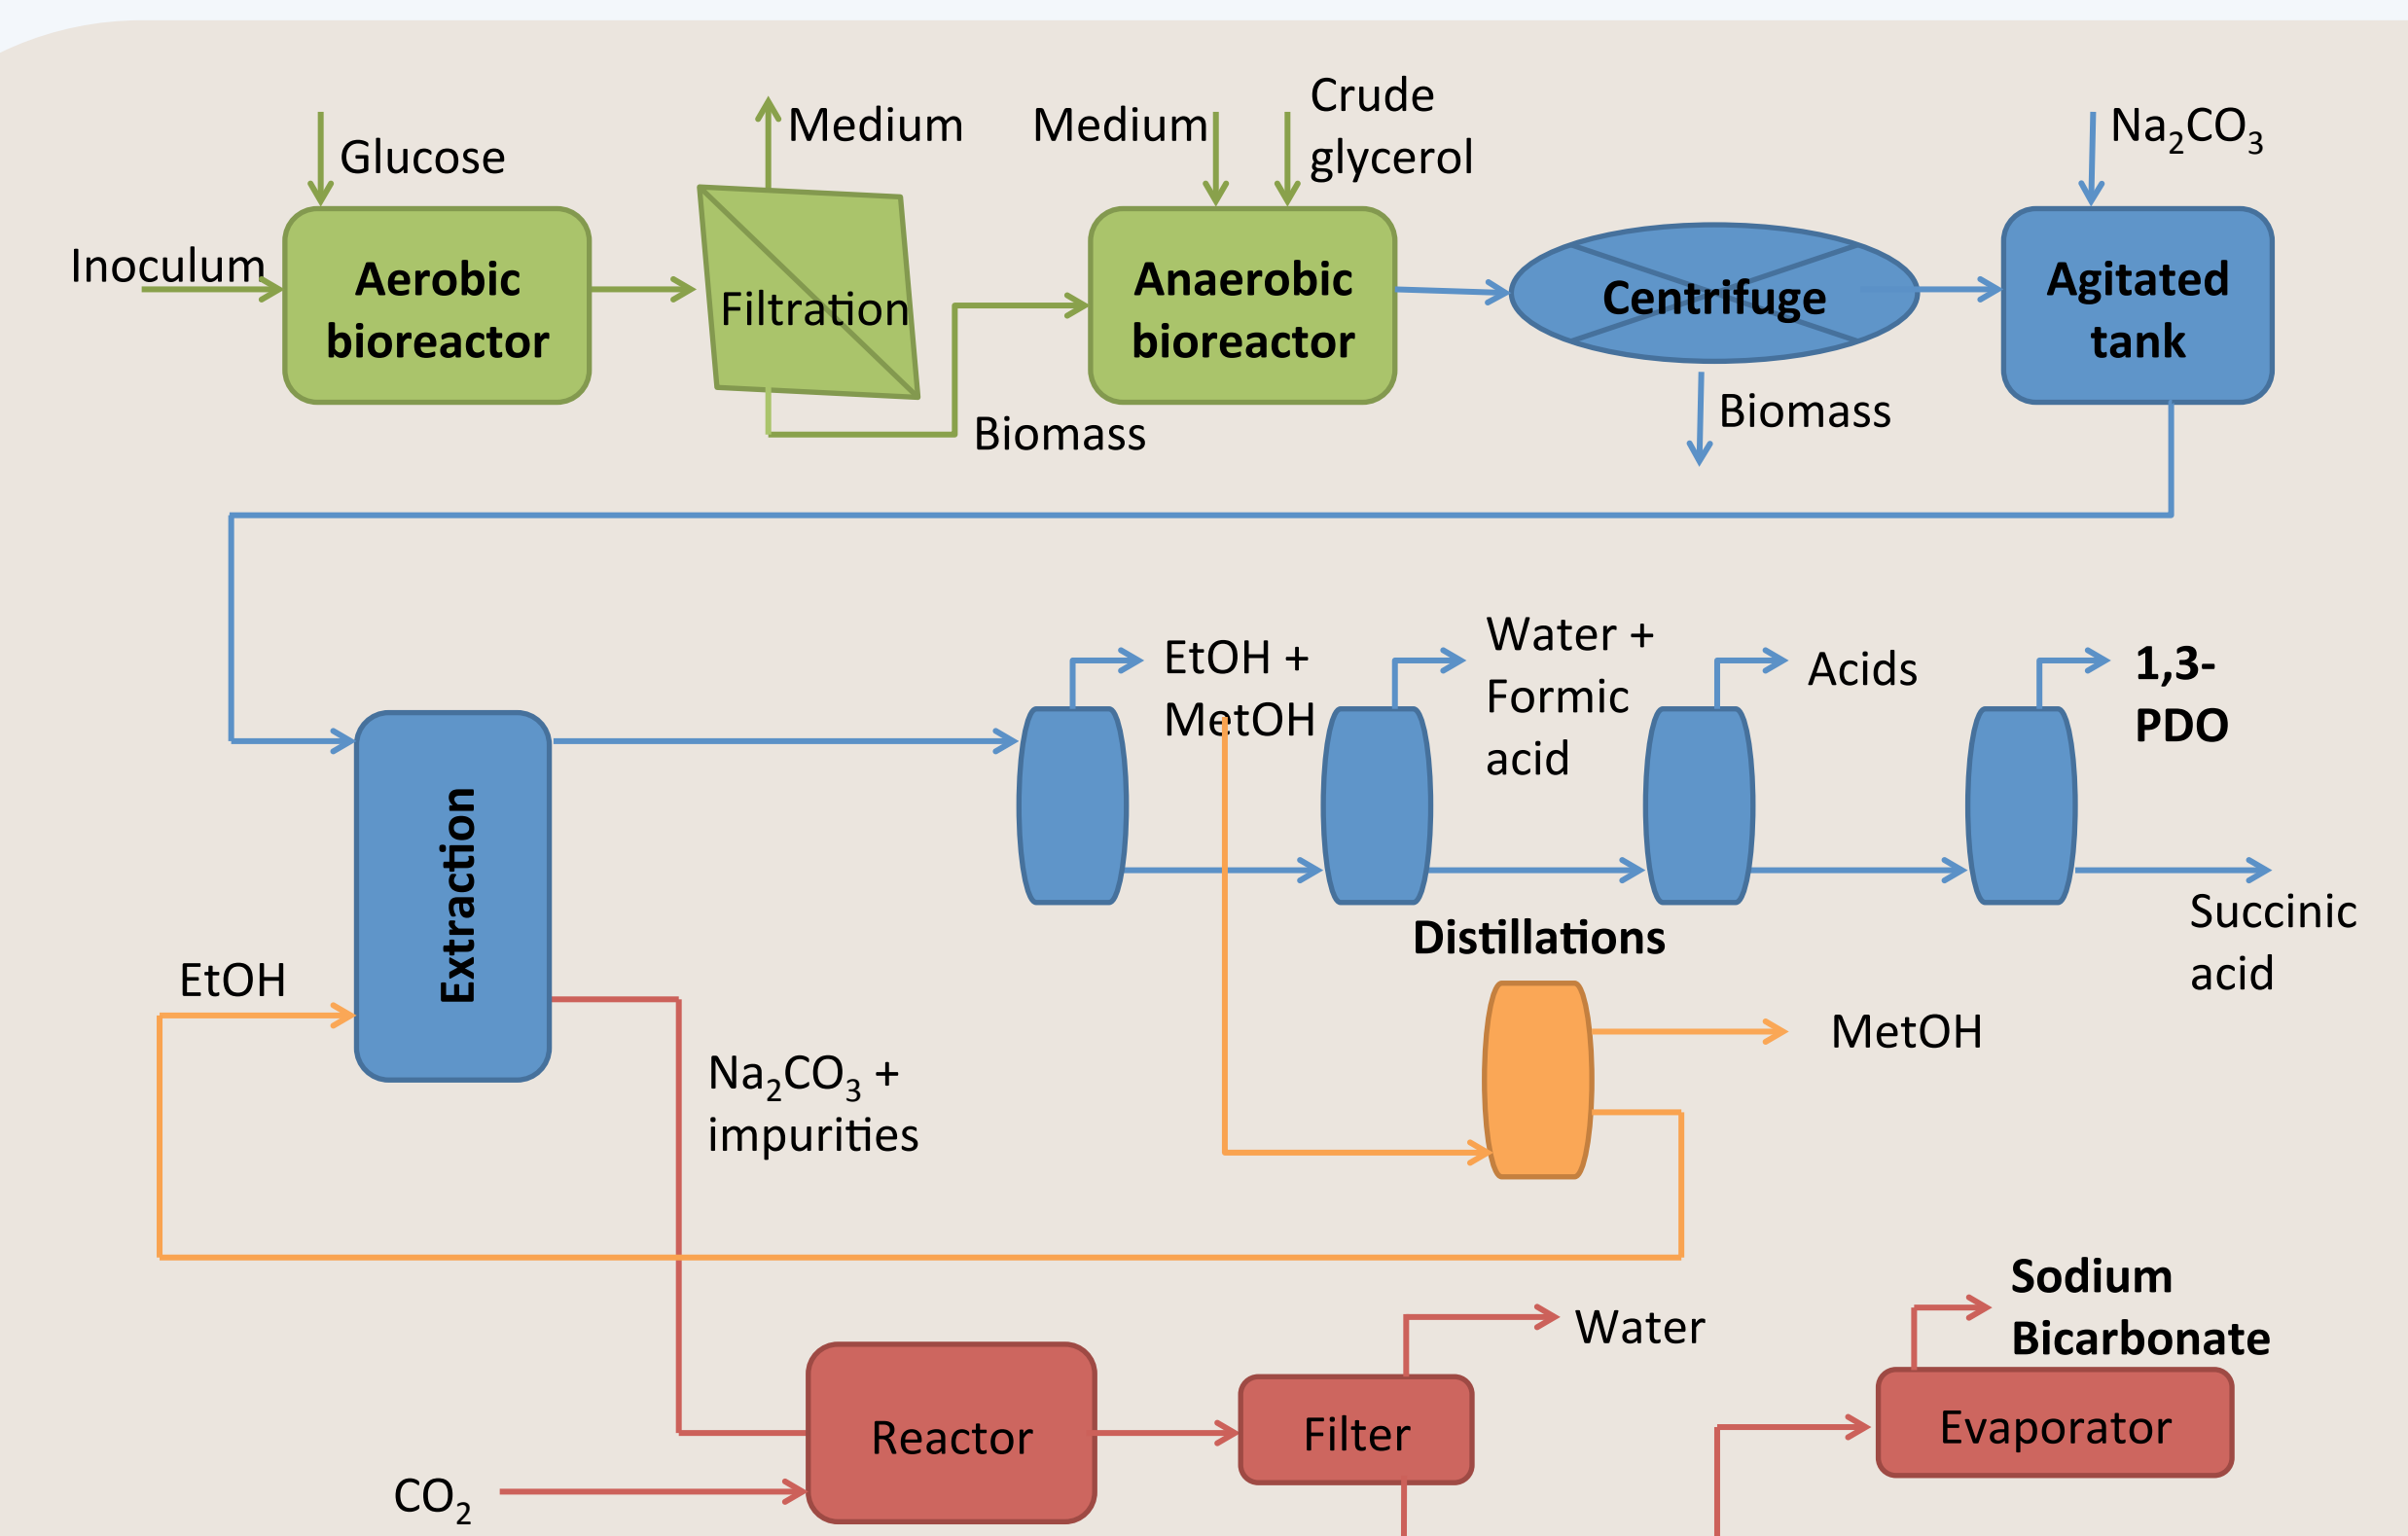 Glucose
Inoculum
Aerobic
bioreactor
Medium
Filtration
Biomass
Medium
Crude
glycerol
Anaerobic
bioreactor
Centrifuge
Biomass
Na₂CO₃
Agitated
tank
Extraction
EtOH +
MetOH
Water +
Formic
acid
Acids
1,3-
PDO
Succinic
acid
Distillations
EtOH
MetOH
Na₂CO₃ +
impurities
CO₂
Reactor
Water
Filter
Sodium
Bicarbonate
Evaporator